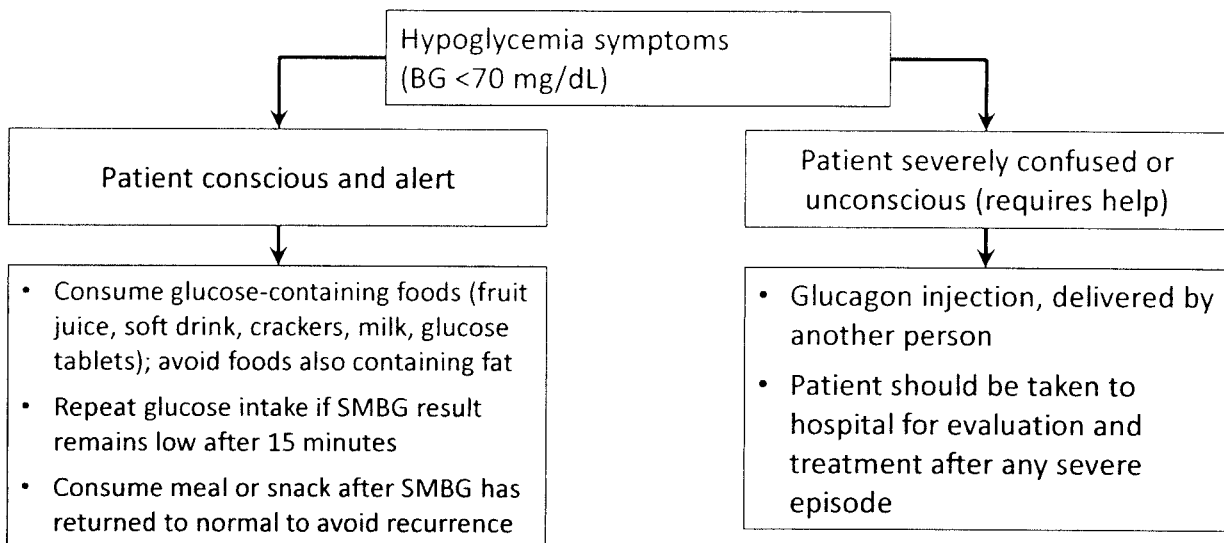 Hypoglycemia symptoms
(BG <70 mg/dL)
Patient conscious and alert
• Consume glucose-containing foods (fruit
juice, soft drink, crackers, milk, glucose
tablets); avoid foods also containing fat
• Repeat glucose intake if SMBG result
remains low after 15 minutes
• Consume meal or snack after SMBG has
returned to normal to avoid recurrence
Patient severely confused or
unconscious (requires help)
• Glucagon injection, delivered by
another person
• Patient should be taken to
hospital for evaluation and
treatment after any severe
episode